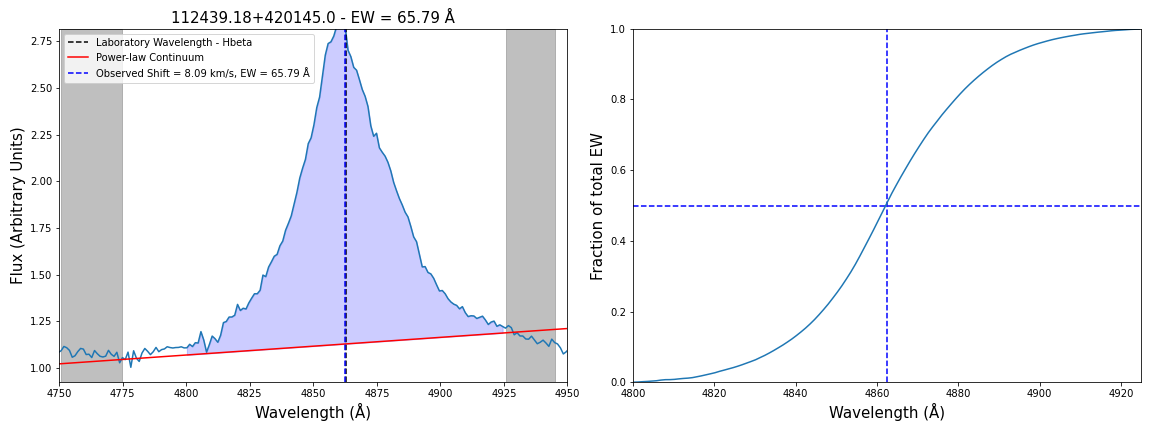 112439.18+420145.0 - EW = 65.79 Å
Laboratory Wavelength - Hbeta
Power-law Continuum
Observed Shift = 8.09 km/s, EW = 65.79 Å
Flux (Arbitrary Units)
2.75
2.50
2.25
2.00
1.75
1.50
1.25
1.00
4750 4775 4800 4825 4850 4875 4900 4925 4950
Wavelength (Å)
Fraction of total EW
1.0
0.8
0.6
0.4
0.2
0.0
4800 4820 4840 4860 4880 4900 4920
Wavelength (Å)